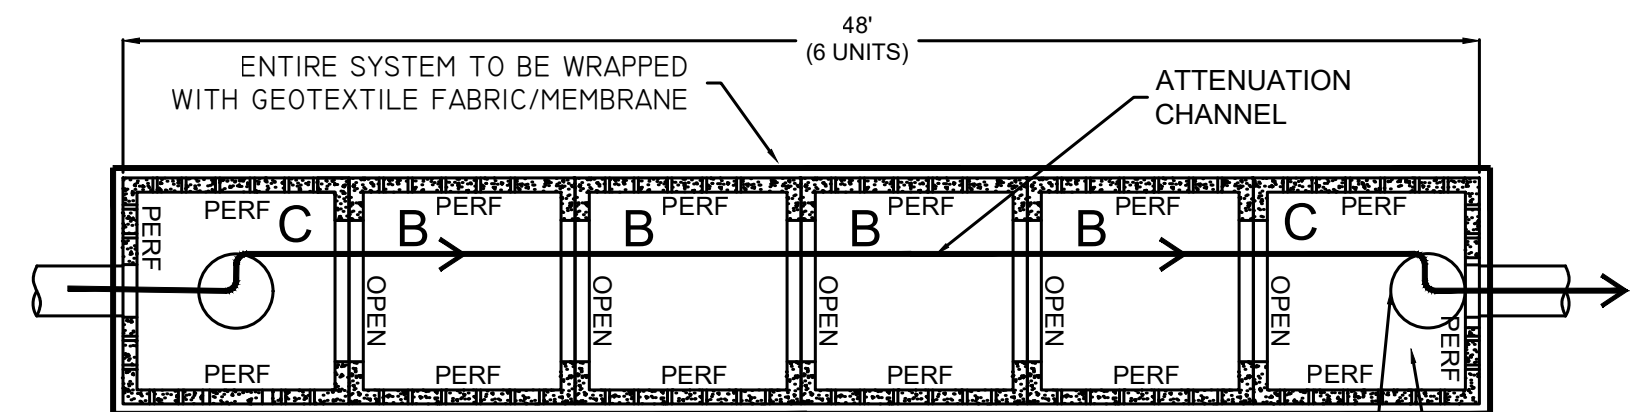 48'
(6 UNITS)
ENTIRE SYSTEM TO BE WRAPPED
WITH GEOTEXTILE FABRIC/MEMBRANE
ATTENUATION
CHANNEL
PERF
PERF
C
B
PERF
B
PERF
B
PERF
B
PERF
C
PERF
OPEN
OPEN
OPEN
OPEN
OPEN
PERF
PERF
PERF
PERF
PERF
PERF
PERF